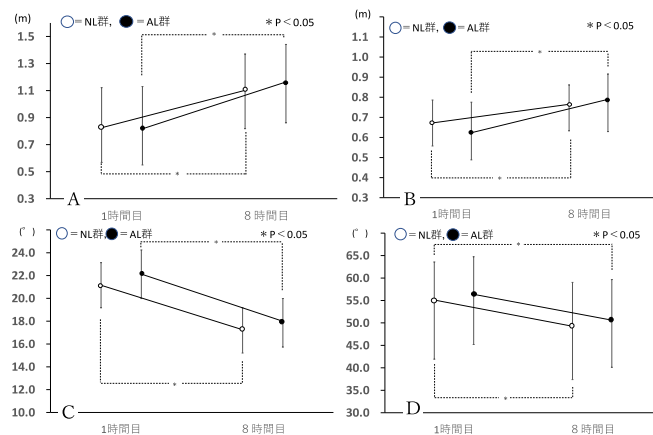 (m)
○＝NL群, ●＝AL群
＊P＜0.05
1.5
1.3
1.1
0.9
0.7
0.5
0.3
＊
＊
A
1時間目
8時間目
(m)
○＝NL群, ●＝AL群
＊P＜0.05
1.1
1.0
0.9
0.8
0.7
0.6
0.5
0.4
0.3
＊
＊
B
1時間目
8時間目
(°)
○＝NL群, ●＝AL群
＊P＜0.05
24.0
22.0
20.0
18.0
16.0
14.0
12.0
10.0
＊
＊
C
1時間目
8時間目
(°)
○＝NL群, ●＝AL群
＊P＜0.05
65.0
60.0
55.0
50.0
45.0
40.0
35.0
30.0
＊
＊
D
1時間目
8時間目